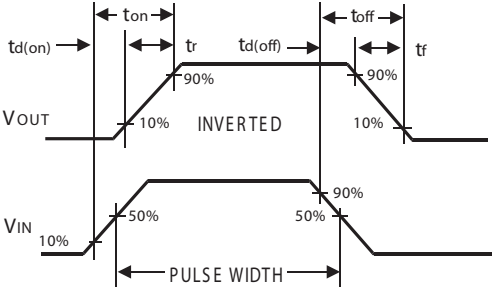 ton toff
td(on) tr td(off) tf
90% 90%
VOUT 10% INVERTED 10%
90%
VIN 10% 50% 50%
PULSE WIDTH